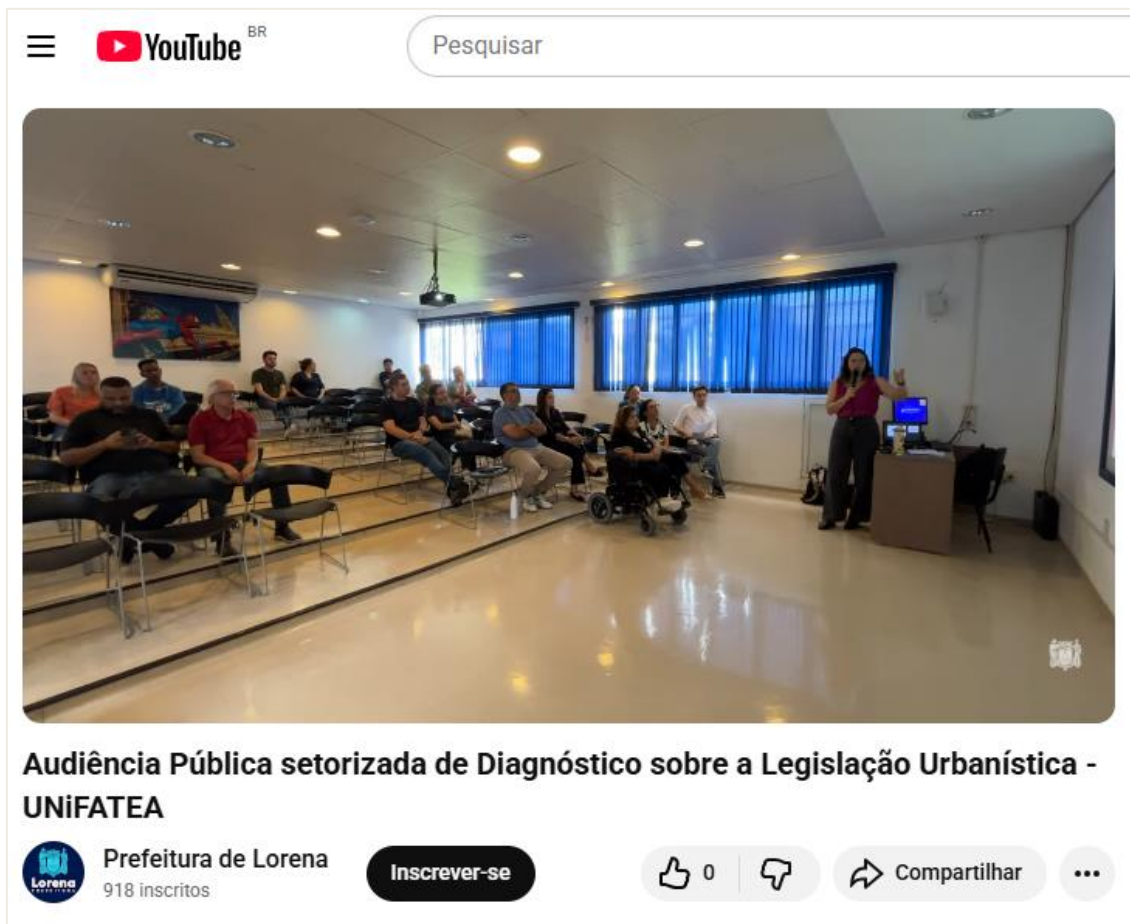 YouTube BR
Pesquisar
Audiência Pública setorizada de Diagnóstico sobre a Legislação Urbanística -
UNiFATEA
Lorena
PREFEITURA
Prefeitura de Lorena
918 inscritos
Inscrever-se
0
Compartilhar